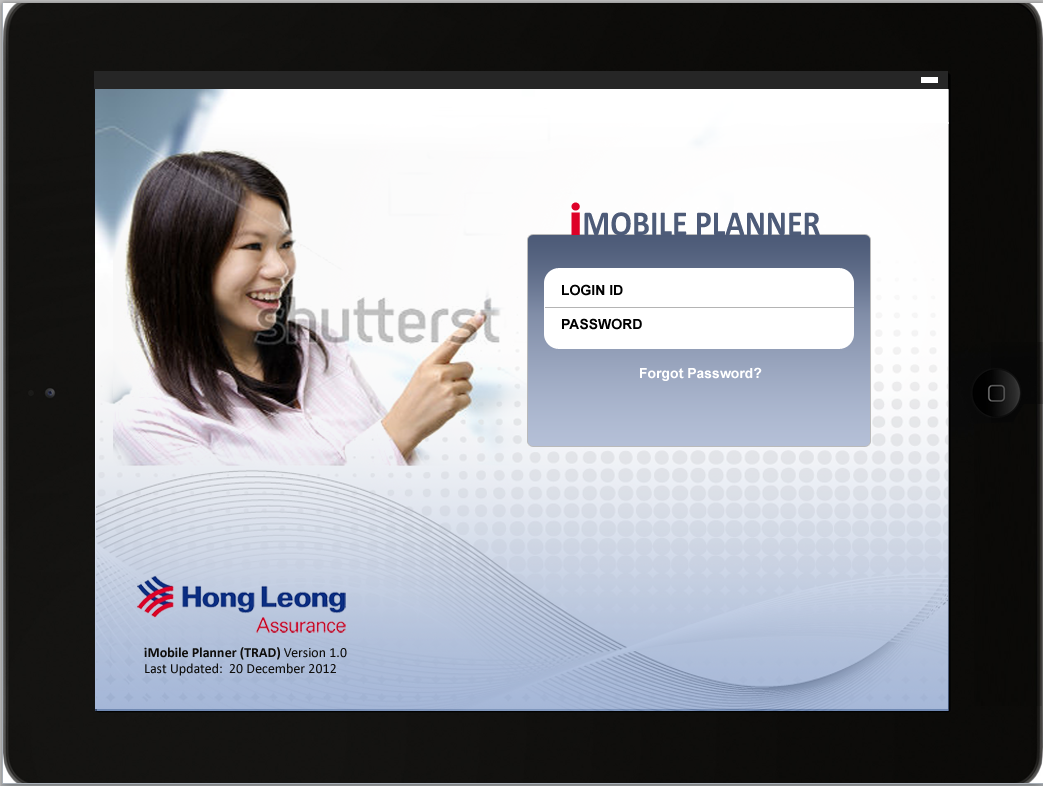 iMOBILE PLANNER
LOGIN ID
PASSWORD
Forgot Password?
shutterst
Hong Leong
Assurance
iMobile Planner (TRAD) Version 1.0
Last Updated: 20 December 2012